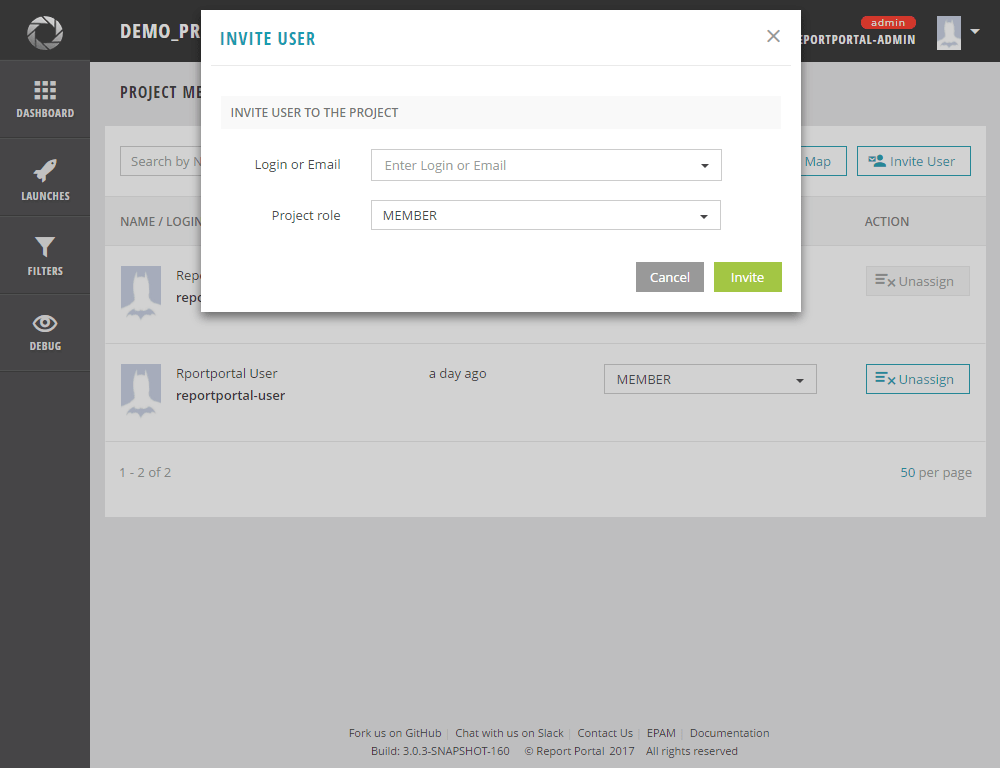 DEMO_PR
INVITE USER
admin
EPORTPORTAL-ADMIN
DASHBOARD
LAUNCHES
FILTERS
DEBUG
PROJECT ME
INVITE USER TO THE PROJECT
Search by N
Login or Email
Enter Login or Email
Map
Invite User
Project role
MEMBER
NAME / LOGIN
ACTION
Cancel
Invite
Repo
repo
Unassign
Rportportal User
reportportal-user
a day ago
MEMBER
Unassign
1 - 2 of 2
50 per page
Fork us on GitHub
Chat with us on Slack
Contact Us
EPAM
Documentation
Build: 3.0.3-SNAPSHOT-160
© Report Portal 2017
All rights reserved